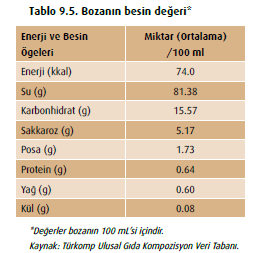 Tablo 9.5. Bozanın besin değeri*
Enerji ve Besin Miktar (Ortalama)
Ögeleri /100 ml
Enerji (kkal) 74.0
Su (g) 81.38
Karbonhidrat (g) 15.57
Sakkaroz (g) 5.17
Posa (g) 1.73
Protein (g) 0.64
Yağ (g) 0.60
Kül (g) 0.08
*Değerler bozanın 100 mL'si içindir.
Kaynak: Türkomp Ulusal Gıda Kompozisyon Veri Tabanı.